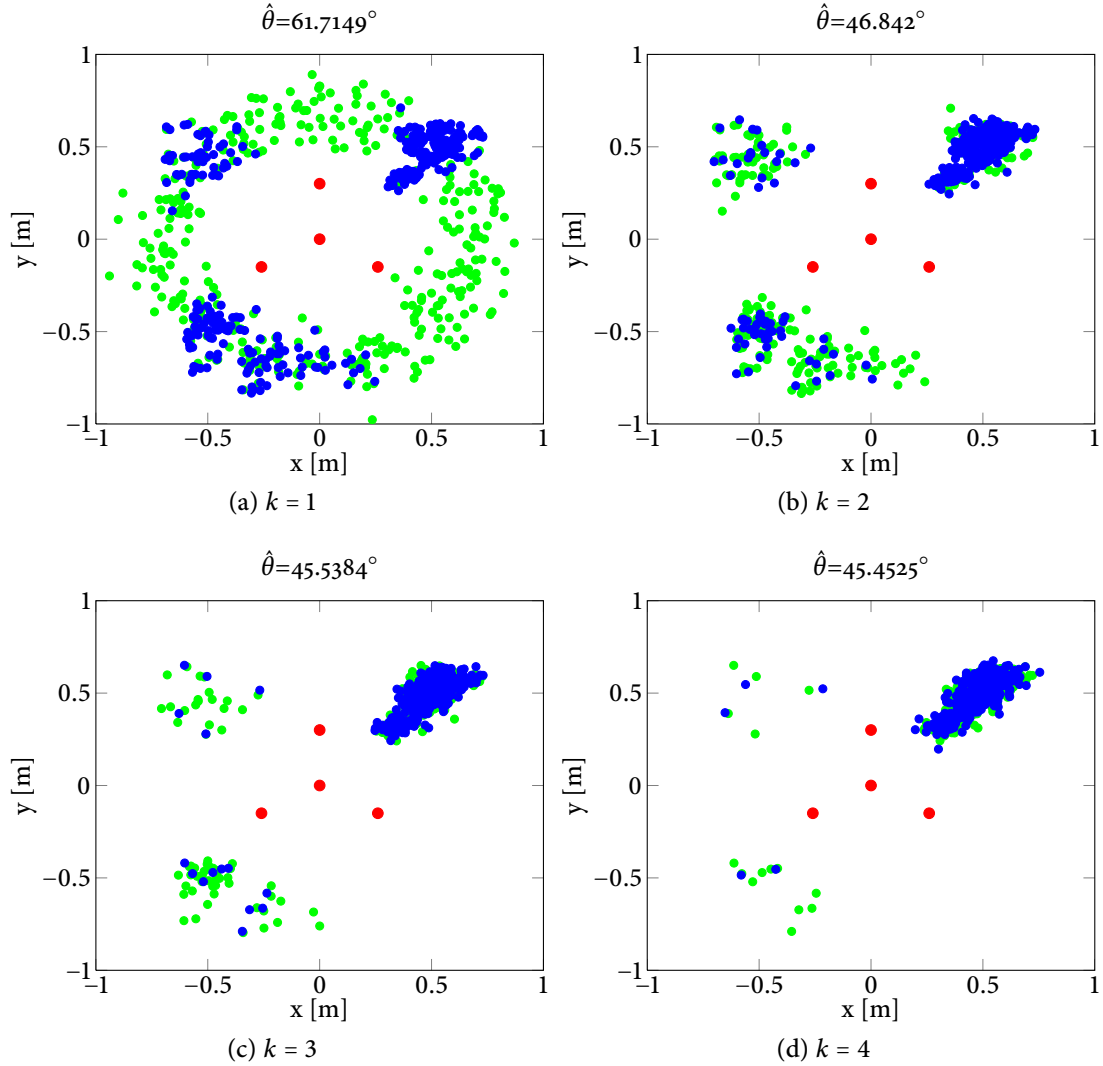 θ̂=61.7149°
1
0.5
0
−0.5
−1
y [m]
−1
−0.5
0
0.5
1
x [m]
(a) k = 1
θ̂=46.842°
1
0.5
0
−0.5
−1
y [m]
−1
−0.5
0
0.5
1
x [m]
(b) k = 2
θ̂=45.5384°
1
0.5
0
−0.5
−1
y [m]
−1
−0.5
0
0.5
1
x [m]
(c) k = 3
θ̂=45.4525°
1
0.5
0
−0.5
−1
y [m]
−1
−0.5
0
0.5
1
x [m]
(d) k = 4